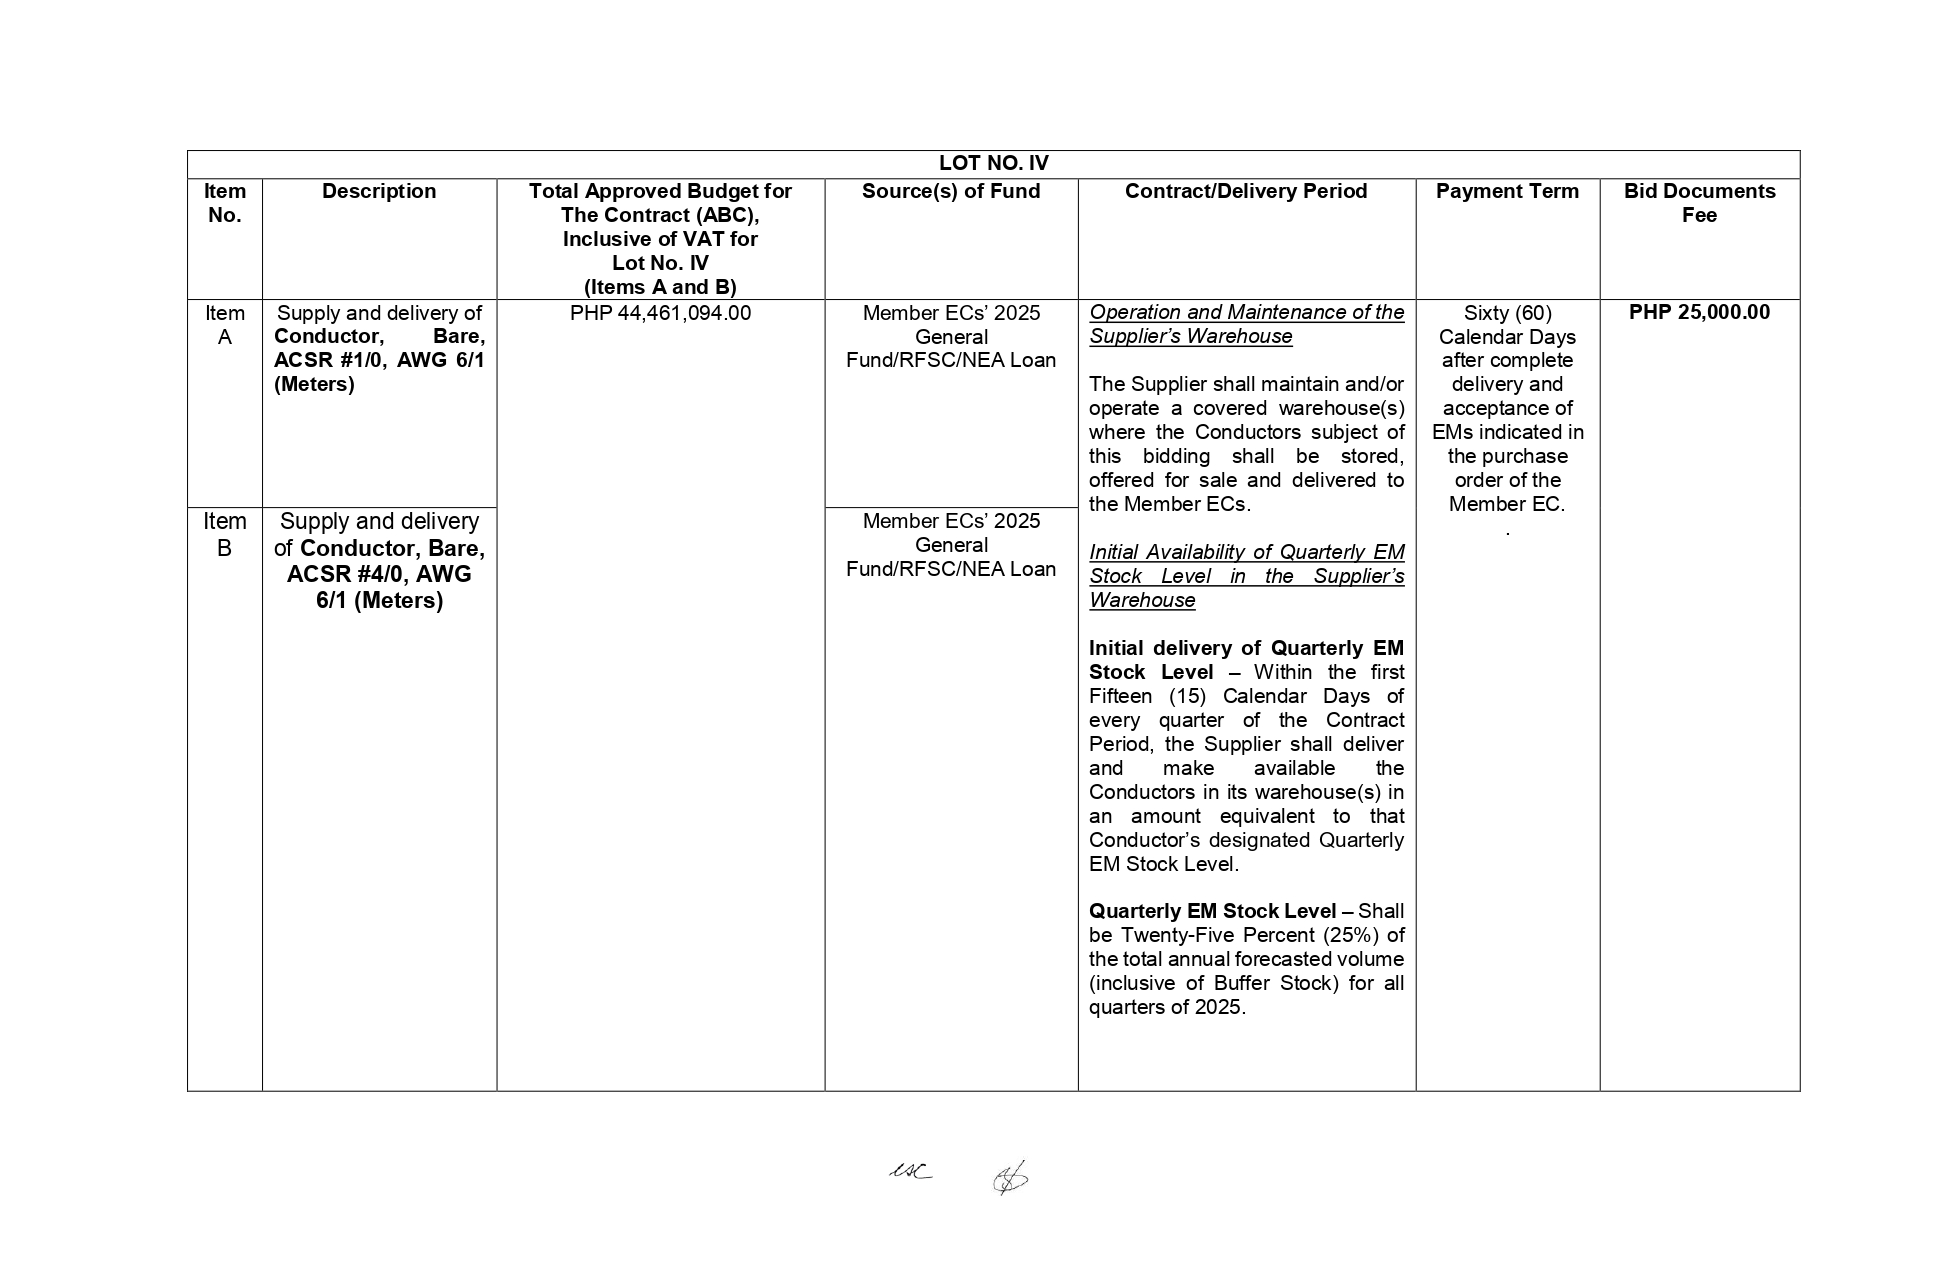 LOT NO. IV
Item
No.
Description
Total Approved Budget for
The Contract (ABC),
Inclusive of VAT for
Lot No. IV
(Items A and B)
Source(s) of Fund
Contract/Delivery Period
Payment Term
Bid Documents
Fee
Item
A
Supply and delivery of
Conductor, Bare,
ACSR #1/0, AWG 6/1
(Meters)
PHP 44,461,094.00
Member ECs’ 2025
General
Fund/RFSC/NEA Loan
Operation and Maintenance of the
Supplier’s Warehouse
The Supplier shall maintain and/or
operate a covered warehouse(s)
where the Conductors subject of
this bidding shall be stored,
offered for sale and delivered to
the Member ECs.
Initial Availability of Quarterly EM
Stock Level in the Supplier’s
Warehouse
Initial delivery of Quarterly EM
Stock Level – Within the first
Fifteen (15) Calendar Days of
every quarter of the Contract
Period, the Supplier shall deliver
and make available the
Conductors in its warehouse(s) in
an amount equivalent to that
Conductor’s designated Quarterly
EM Stock Level.
Quarterly EM Stock Level – Shall
be Twenty-Five Percent (25%) of
the total annual forecasted volume
(inclusive of Buffer Stock) for all
quarters of 2025.
Sixty (60)
Calendar Days
after complete
delivery and
acceptance of
EMs indicated in
the purchase
order of the
Member EC.
.
PHP 25,000.00
Item
B
Supply and delivery
of Conductor, Bare,
ACSR #4/0, AWG
6/1 (Meters)
Member ECs’ 2025
General
Fund/RFSC/NEA Loan